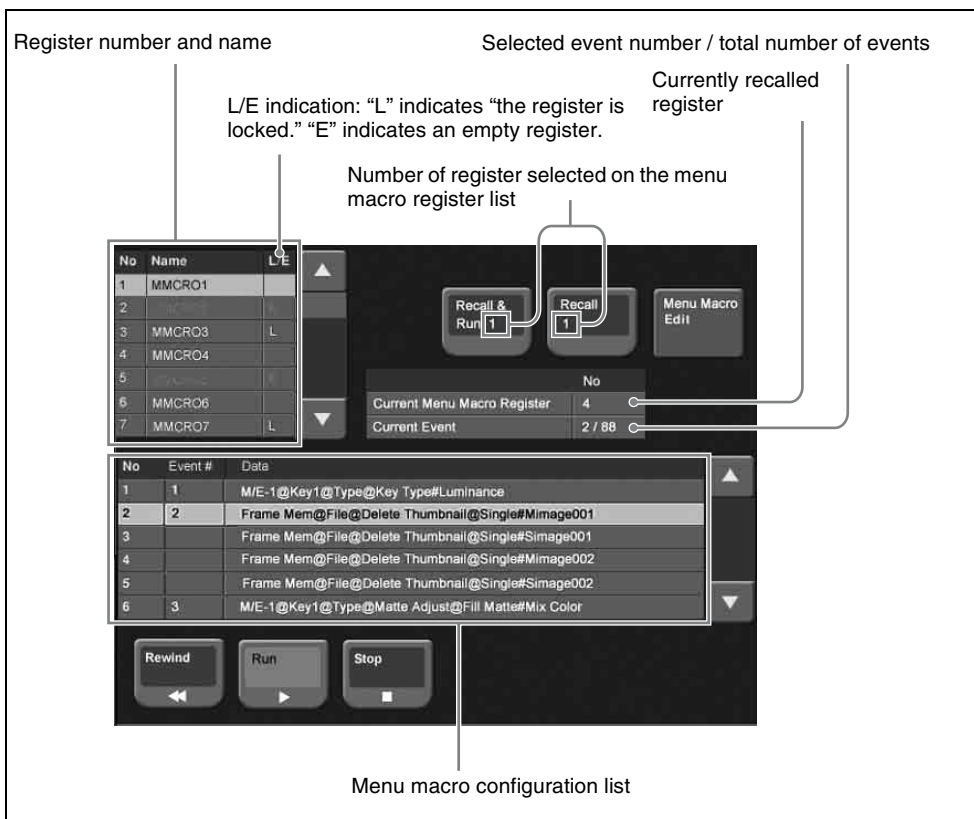 Register number and name
Selected event number / total number of events
Currently recalled
register
L/E indication: “L” indicates “the register is
locked.” “E” indicates an empty register.
Number of register selected on the menu
macro register list
No Name L/E
1 MMCRO1
2
3 MMCRO3 L
4 MMCRO4
5
6 MMCRO6
7 MMCRO7 L
Recall &
Run 1
Recall
1
Menu Macro
Edit
No
Current Menu Macro Register 4
Current Event 2 / 88
No Event # Data
1 1 M/E-1@Key1@Type@Key Type#Luminance
2 2 Frame Mem@File@Delete Thumbnail@Single#Mimage001
3 Frame Mem@File@Delete Thumbnail@Single#Simage001
4 Frame Mem@File@Delete Thumbnail@Single#Mimage002
5 Frame Mem@File@Delete Thumbnail@Single#Simage002
6 3 M/E-1@Key1@Type@Matte Adjust@Fill Matte#Mix Color
Rewind
Run
Stop
Menu macro configuration list